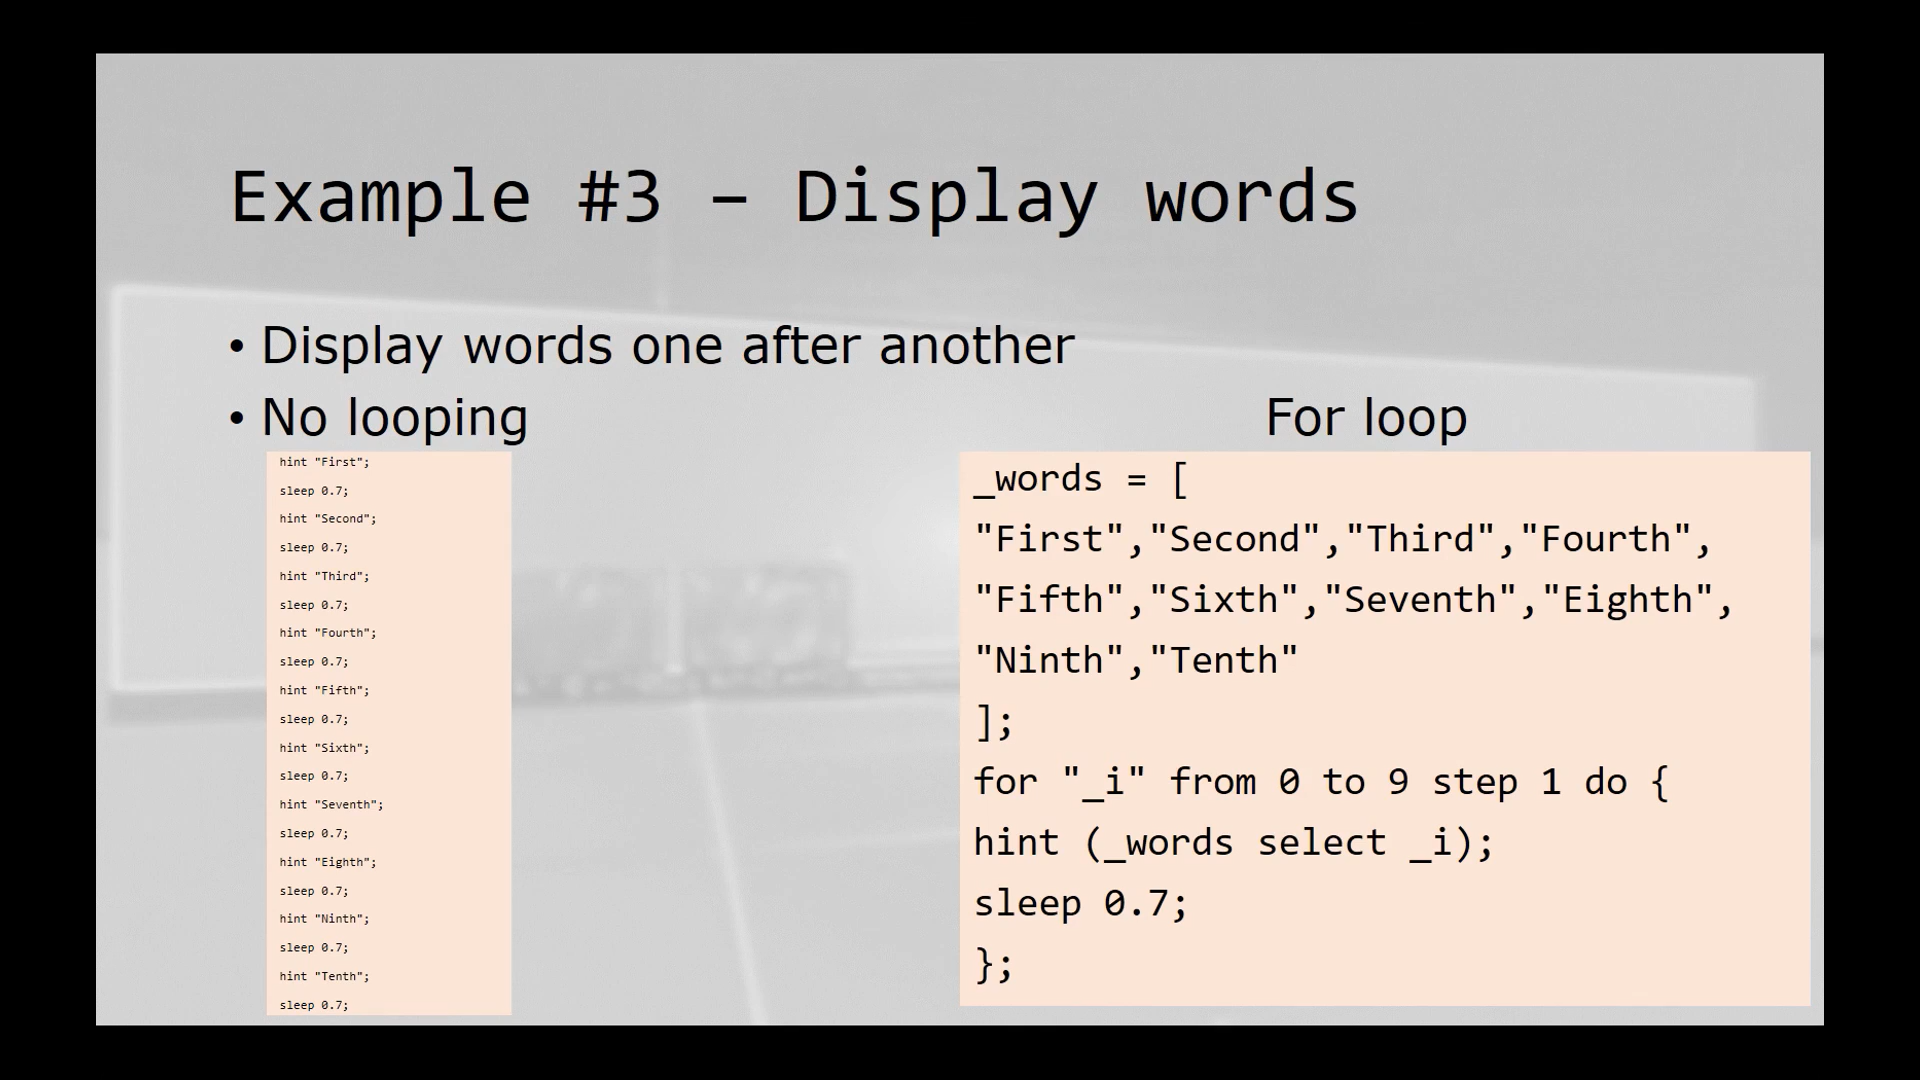 Example #3 – Display words
• Display words one after another
• No looping
hint "First";
sleep 0.7;
hint "Second";
sleep 0.7;
hint "Third";
sleep 0.7;
hint "Fourth";
sleep 0.7;
hint "Fifth";
sleep 0.7;
hint "Sixth";
sleep 0.7;
hint "Seventh";
sleep 0.7;
hint "Eighth";
sleep 0.7;
hint "Ninth";
sleep 0.7;
hint "Tenth";
sleep 0.7;
For loop
_words = [
"First","Second","Third","Fourth",
"Fifth","Sixth","Seventh","Eighth",
"Ninth","Tenth"
];
for "_i" from 0 to 9 step 1 do {
hint (_words select _i);
sleep 0.7;
};